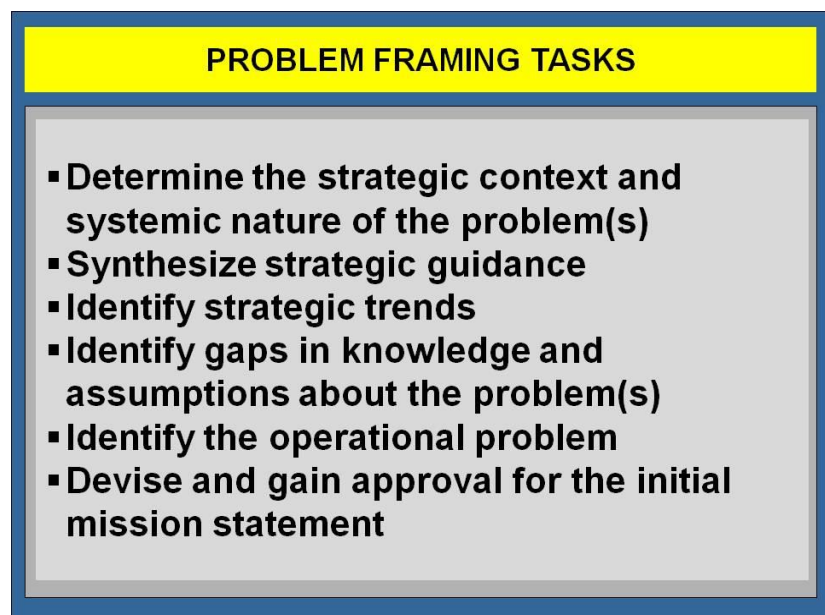 PROBLEM FRAMING TASKS
▪ Determine the strategic context and
systemic nature of the problem(s)
▪ Synthesize strategic guidance
▪ Identify strategic trends
▪ Identify gaps in knowledge and
assumptions about the problem(s)
▪ Identify the operational problem
▪ Devise and gain approval for the initial
mission statement